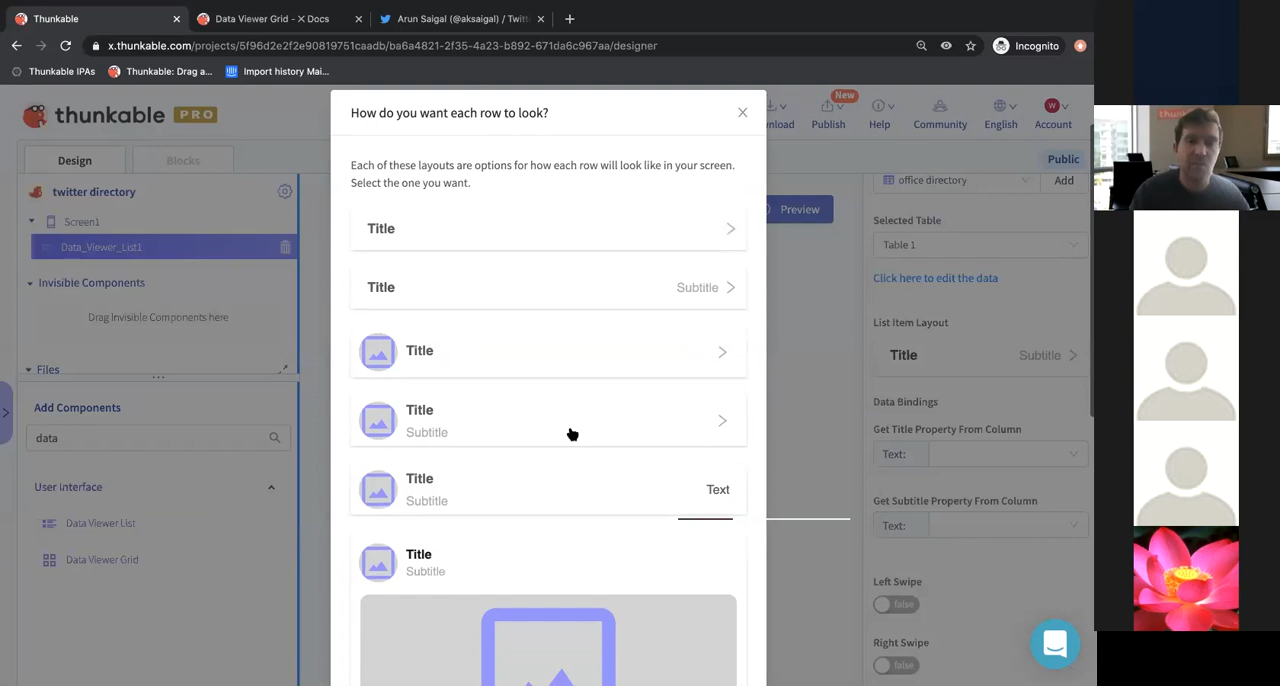 Thunkable
Data Viewer Grid - ✕ Docs
Arun Saigal (@aksaigal) / Twitt
x.thunkable.com/projects/5f96d2e2f2e90819751caadb/ba6a4821-2f35-4a23-b892-671da6c967aa/designer
Incognito
Thunkable IPAs
Thunkable: Drag a...
Import history Mai...
thunkable PRO
New
nload
Publish
Help
Community
English
W
Account
Design
Blocks
Public
twitter directory
Screen1
Data_Viewer_List1
Invisible Components
Drag Invisible Components here
Files
Add Components
data
User Interface
Data Viewer List
Data Viewer Grid
How do you want each row to look?
Each of these layouts are options for how each row will look like in your screen.
Select the one you want.
Title
Title
Subtitle
Title
Title
Subtitle
Title
Subtitle
Text
Title
Subtitle
Preview
office directory
Add
Selected Table
Table 1
Click here to edit the data
List Item Layout
Title
Subtitle
Data Bindings
Get Title Property From Column
Text:
Get Subtitle Property From Column
Text:
Left Swipe
false
Right Swipe
false